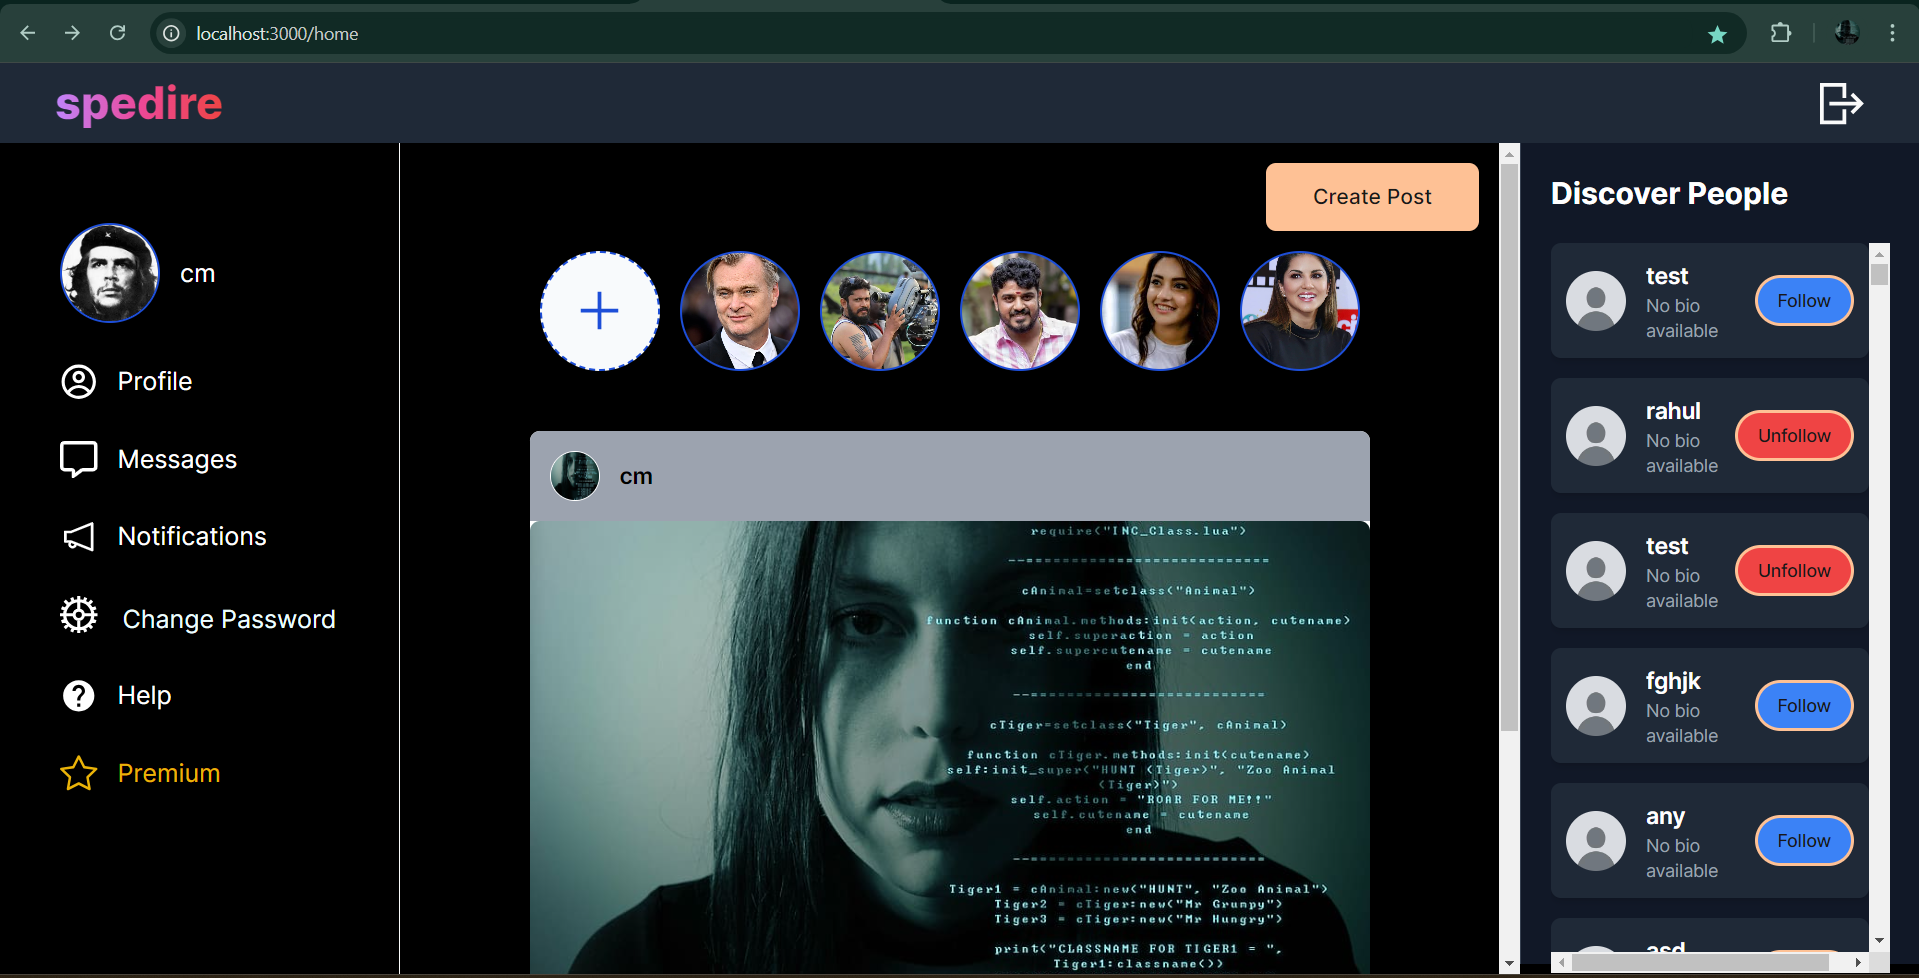 localhost:3000/home
spedire
cm
Profile
Messages
Notifications
Change Password
Help
Premium
Create Post
cm
require("INC_Class.lua")
--===========================
cAnimal=setclass("Animal")
function cAnimal.methods:init(action, cutename)
self.superaction = action
self.supercutename = cutename
end
--==========================
cTiger=setclass("Tiger", cAnimal)
function cTiger.methods:init(cutename)
self:init_super("HUNT (Tiger)", "Zoo Animal
(Tiger)")
self.action = "ROAR FOR ME!!"
self.cutename = cutename
end
--==========================
Tiger1 = cAnimal:new("HUNT", "Zoo Animal")
Tiger2 = cTiger:new("Mr Grumpy")
Tiger3 = cTiger:new("Mr Hungry")
print("CLASSNAME FOR TIGER1 = ",
Tiger1:classname())
Discover People
test
No bio
available
Follow
rahul
No bio
available
Unfollow
test
No bio
available
Unfollow
fghjk
No bio
available
Follow
any
No bio
available
Follow
asd